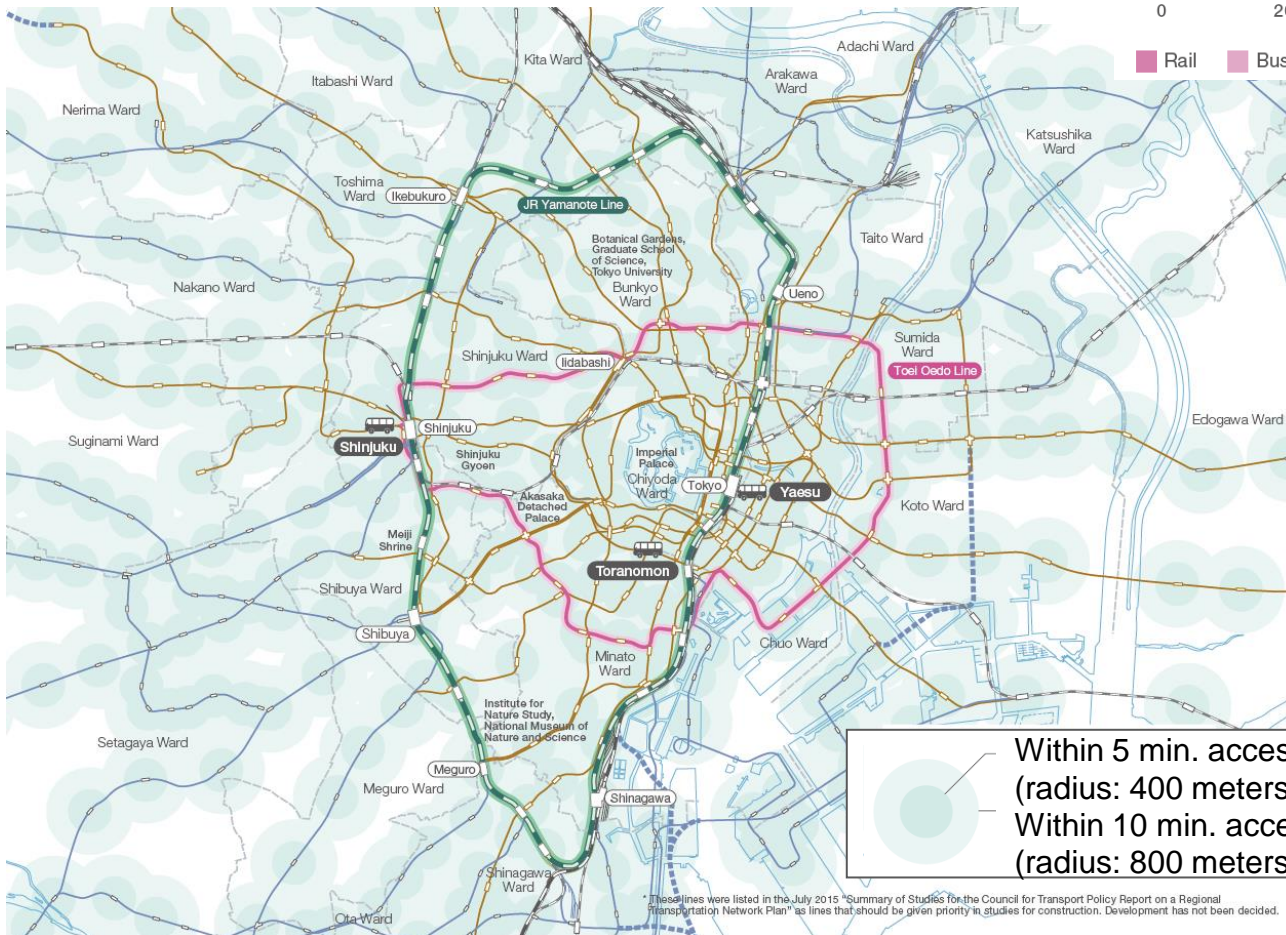 0
20
Rail
Bus
Adachi Ward
Kita Ward
Arakawa
Ward
Itabashi Ward
Nerima Ward
Katsushika
Ward
Toshima
Ward
Ikebukuro
JR Yamanote Line
Taito Ward
Botanical Gardens,
Graduate School
of Science,
Tokyo University
Bunkyo
Ward
Nakano Ward
Ueno
Sumida
Ward
Shinjuku Ward
Iidabashi
Toei Oedo Line
Edogawa Ward
Shinjuku
Suginami Ward
Shinjuku
Shinjuku
Gyoen
Imperial
Palace
Chiyoda
Ward
Tokyo
Yaesu
Akasaka
Detached
Palace
Koto Ward
Meiji
Shrine
Toranomon
Shibuya Ward
Shibuya
Chuo Ward
Minato
Ward
Institute for
Nature Study,
National Museum of
Nature and Science
Setagaya Ward
Meguro
Meguro Ward
Shinagawa
Within 5 min. acces
(radius: 400 meters
Within 10 min. acce
(radius: 800 meters
Shinagawa
Ward
Ota Ward
* These lines were listed in the July 2015 "Summary of Studies for the Council for Transport Policy Report on a Regional
Transportation Network Plan" as lines that should be given priority in studies for construction. Development has not been decided.